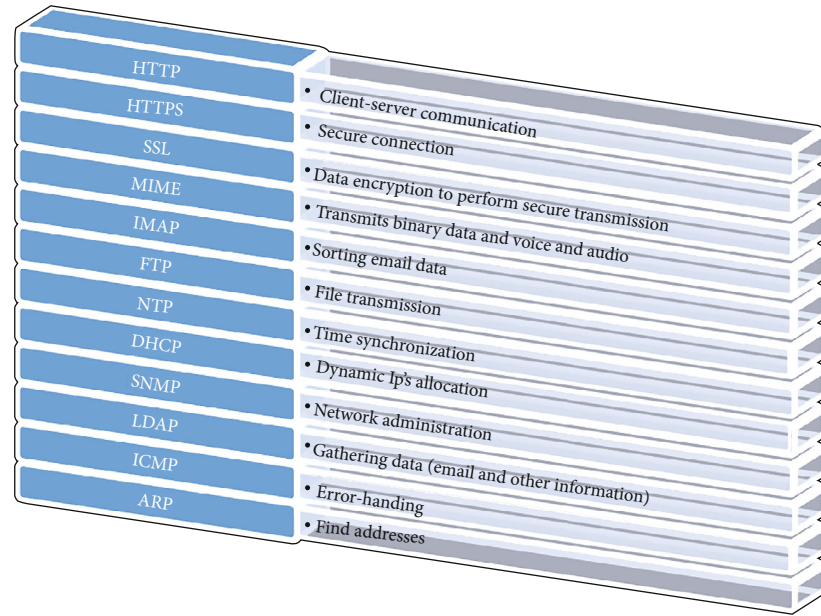 HTTP
• Client-server communication
HTTPS
• Secure connection
SSL
• Data encryption to perform secure transmission
MIME
• Transmits binary data and voice and audio
IMAP
• Sorting email data
FTP
• File transmission
NTP
• Time synchronization
DHCP
• Dynamic Ip's allocation
SNMP
• Network administration
LDAP
• Gathering data (email and other information)
ICMP
• Error-handing
ARP
• Find addresses